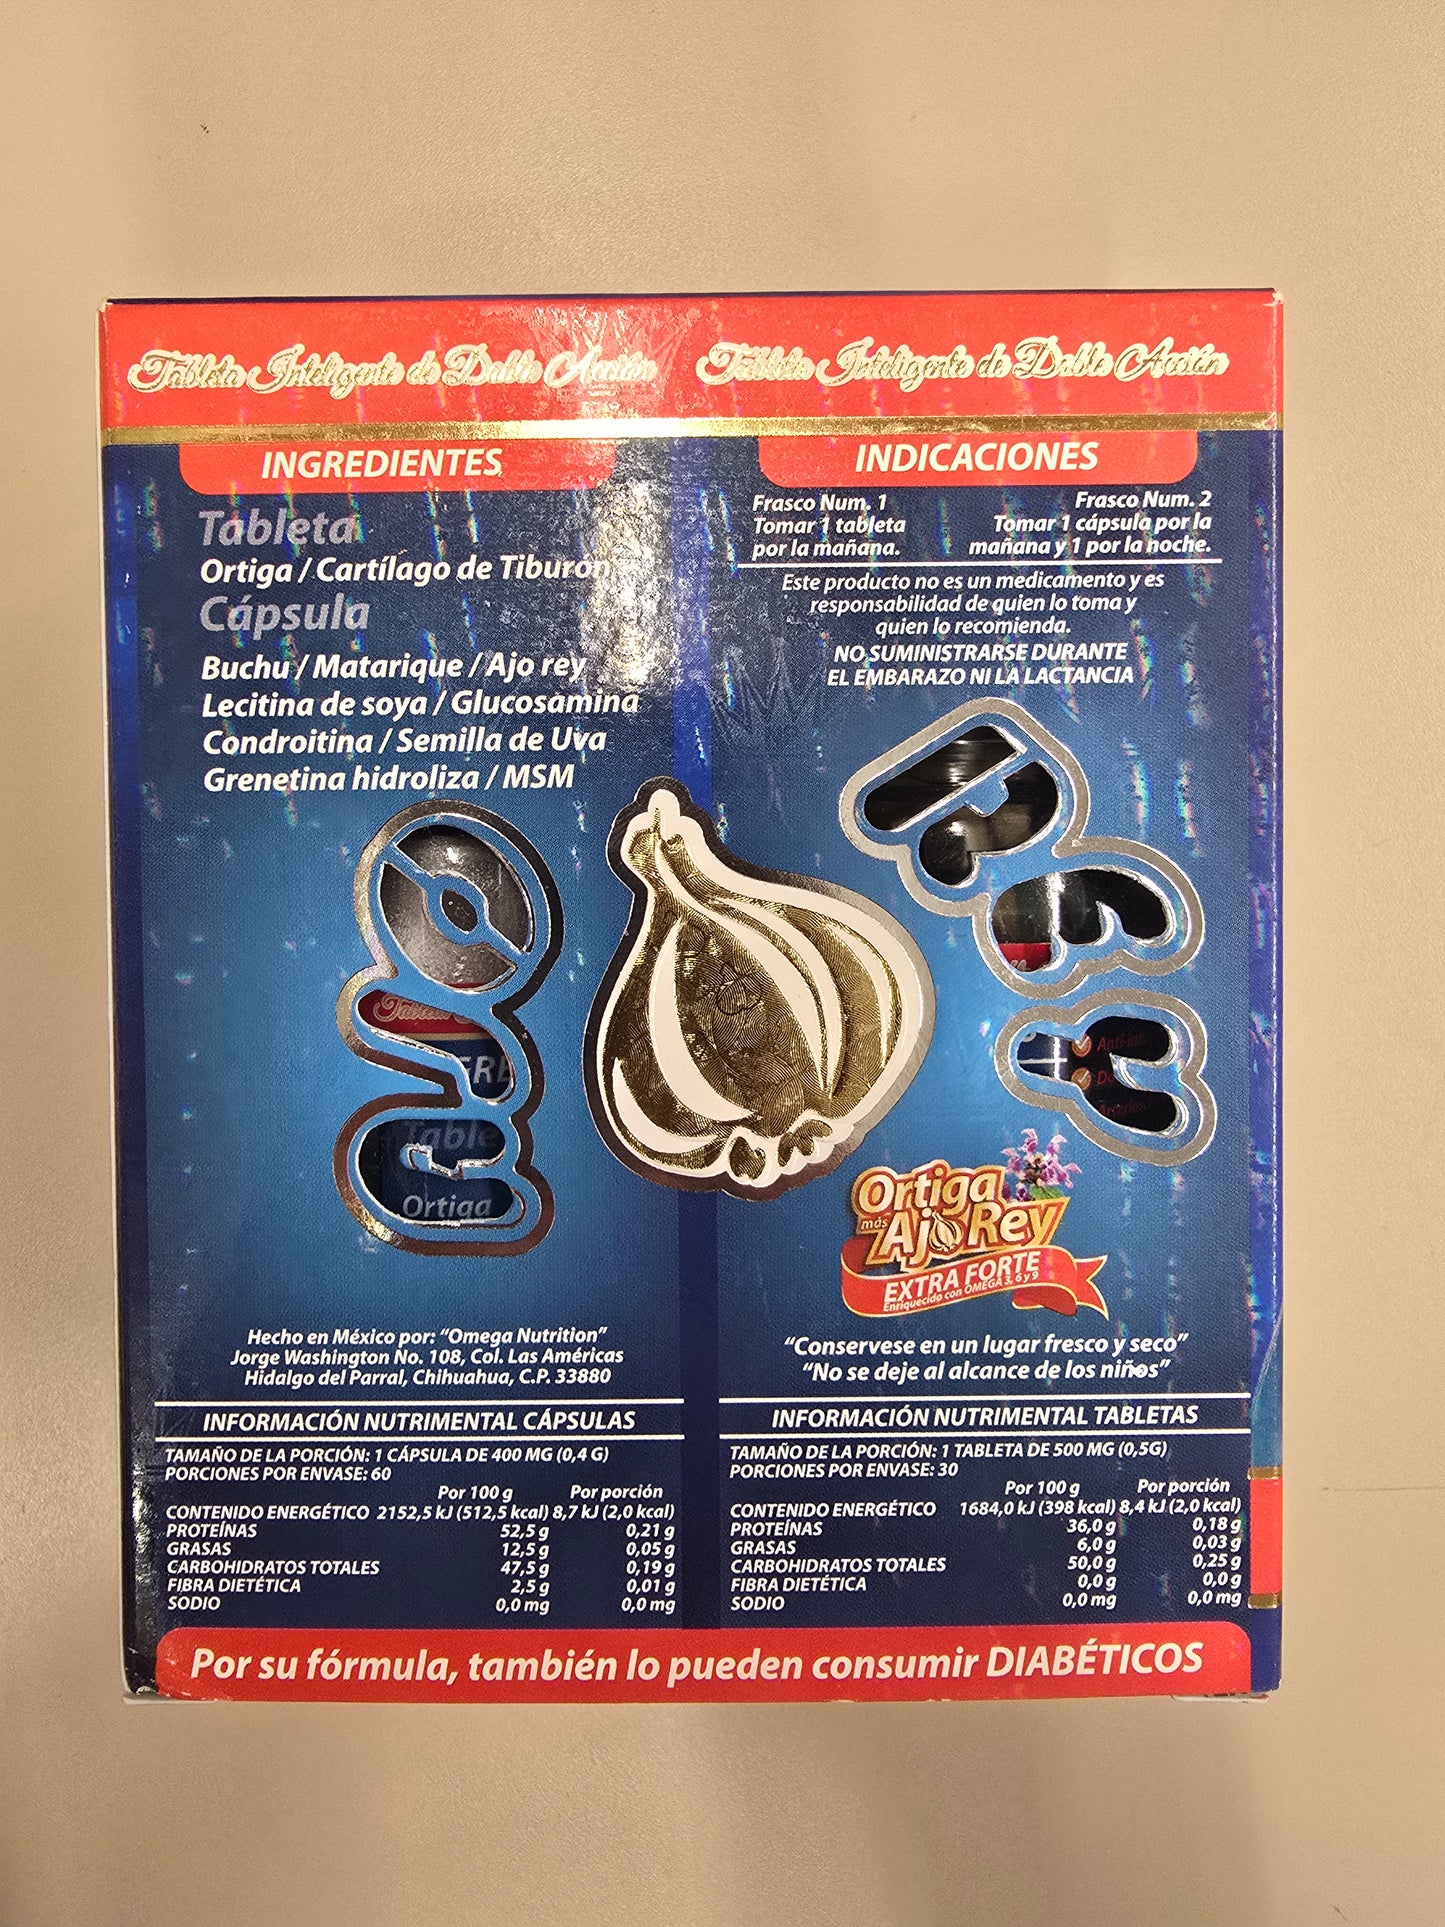 Tableta Inteligente de Doble Acción
Tableta Inteligente de Doble Acción
INGREDIENTES
Tableta
Ortiga / Cartílago de Tiburón
Cápsula
Buchu / Matarique / Ajo rey
Lecitina de soya / Glucosamina
Condroitina / Semilla de Uva
Grenetina hidroliza / MSM
INDICACIONES
Frasco Num. 1
Tomar 1 tableta
por la mañana.
Frasco Num. 2
Tomar 1 cápsula por la
mañana y 1 por la noche.
Este producto no es un medicamento y es
responsabilidad de quien lo toma y
quien lo recomienda.
NO SUMINISTRARSE DURANTE
EL EMBARAZO NI LA LACTANCIA
Ajo
Rey
Ortiga
Ortiga
más
Ajo Rey
EXTRA FORTE
Enriquecido con OMEGA 3, 6 y 9
Hecho en México por: "Omega Nutrition"
Jorge Washington No. 108, Col. Las Américas
Hidalgo del Parral, Chihuahua, C.P. 33880
"Conservese en un lugar fresco y seco"
"No se deje al alcance de los niños"
INFORMACIÓN NUTRIMENTAL CÁPSULAS
TAMAÑO DE LA PORCIÓN: 1 CÁPSULA DE 400 MG (0,4 G)
PORCIONES POR ENVASE: 60
Por 100 g Por porción
CONTENIDO ENERGÉTICO 2152,5 kJ (512,5 kcal) 8,7 kJ (2,0 kcal)
PROTEÍNAS 52,5 g 0,21 g
GRASAS 12,5 g 0,05 g
CARBOHIDRATOS TOTALES 47,5 g 0,19 g
FIBRA DIETÉTICA 2,5 g 0,01 g
SODIO 0,0 mg 0,0 mg
INFORMACIÓN NUTRIMENTAL TABLETAS
TAMAÑO DE LA PORCIÓN: 1 TABLETA DE 500 MG (0,5G)
PORCIONES POR ENVASE: 30
Por 100 g Por porción
CONTENIDO ENERGÉTICO 1684,0 kJ (398 kcal) 8,4 kJ (2,0 kcal)
PROTEÍNAS 36,0 g 0,18 g
GRASAS 6,0 g 0,03 g
CARBOHIDRATOS TOTALES 50,0 g 0,25 g
FIBRA DIETÉTICA 0,0 g 0,0 g
SODIO 0,0 mg 0,0 mg
Por su fórmula, también lo pueden consumir DIABÉTICOS